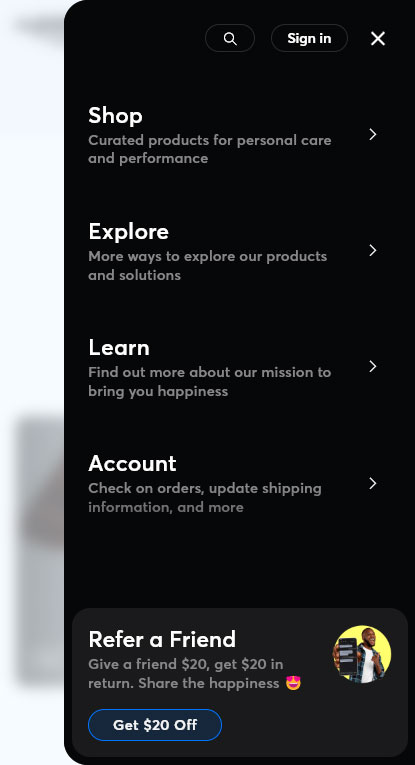 Sign in
Shop
Curated products for personal care
and performance
Explore
More ways to explore our products
and solutions
Learn
Find out more about our mission to
bring you happiness
Account
Check on orders, update shipping
information, and more
Refer a Friend
Give a friend $20, get $20 in
return. Share the happiness 😍
Get $20 Off